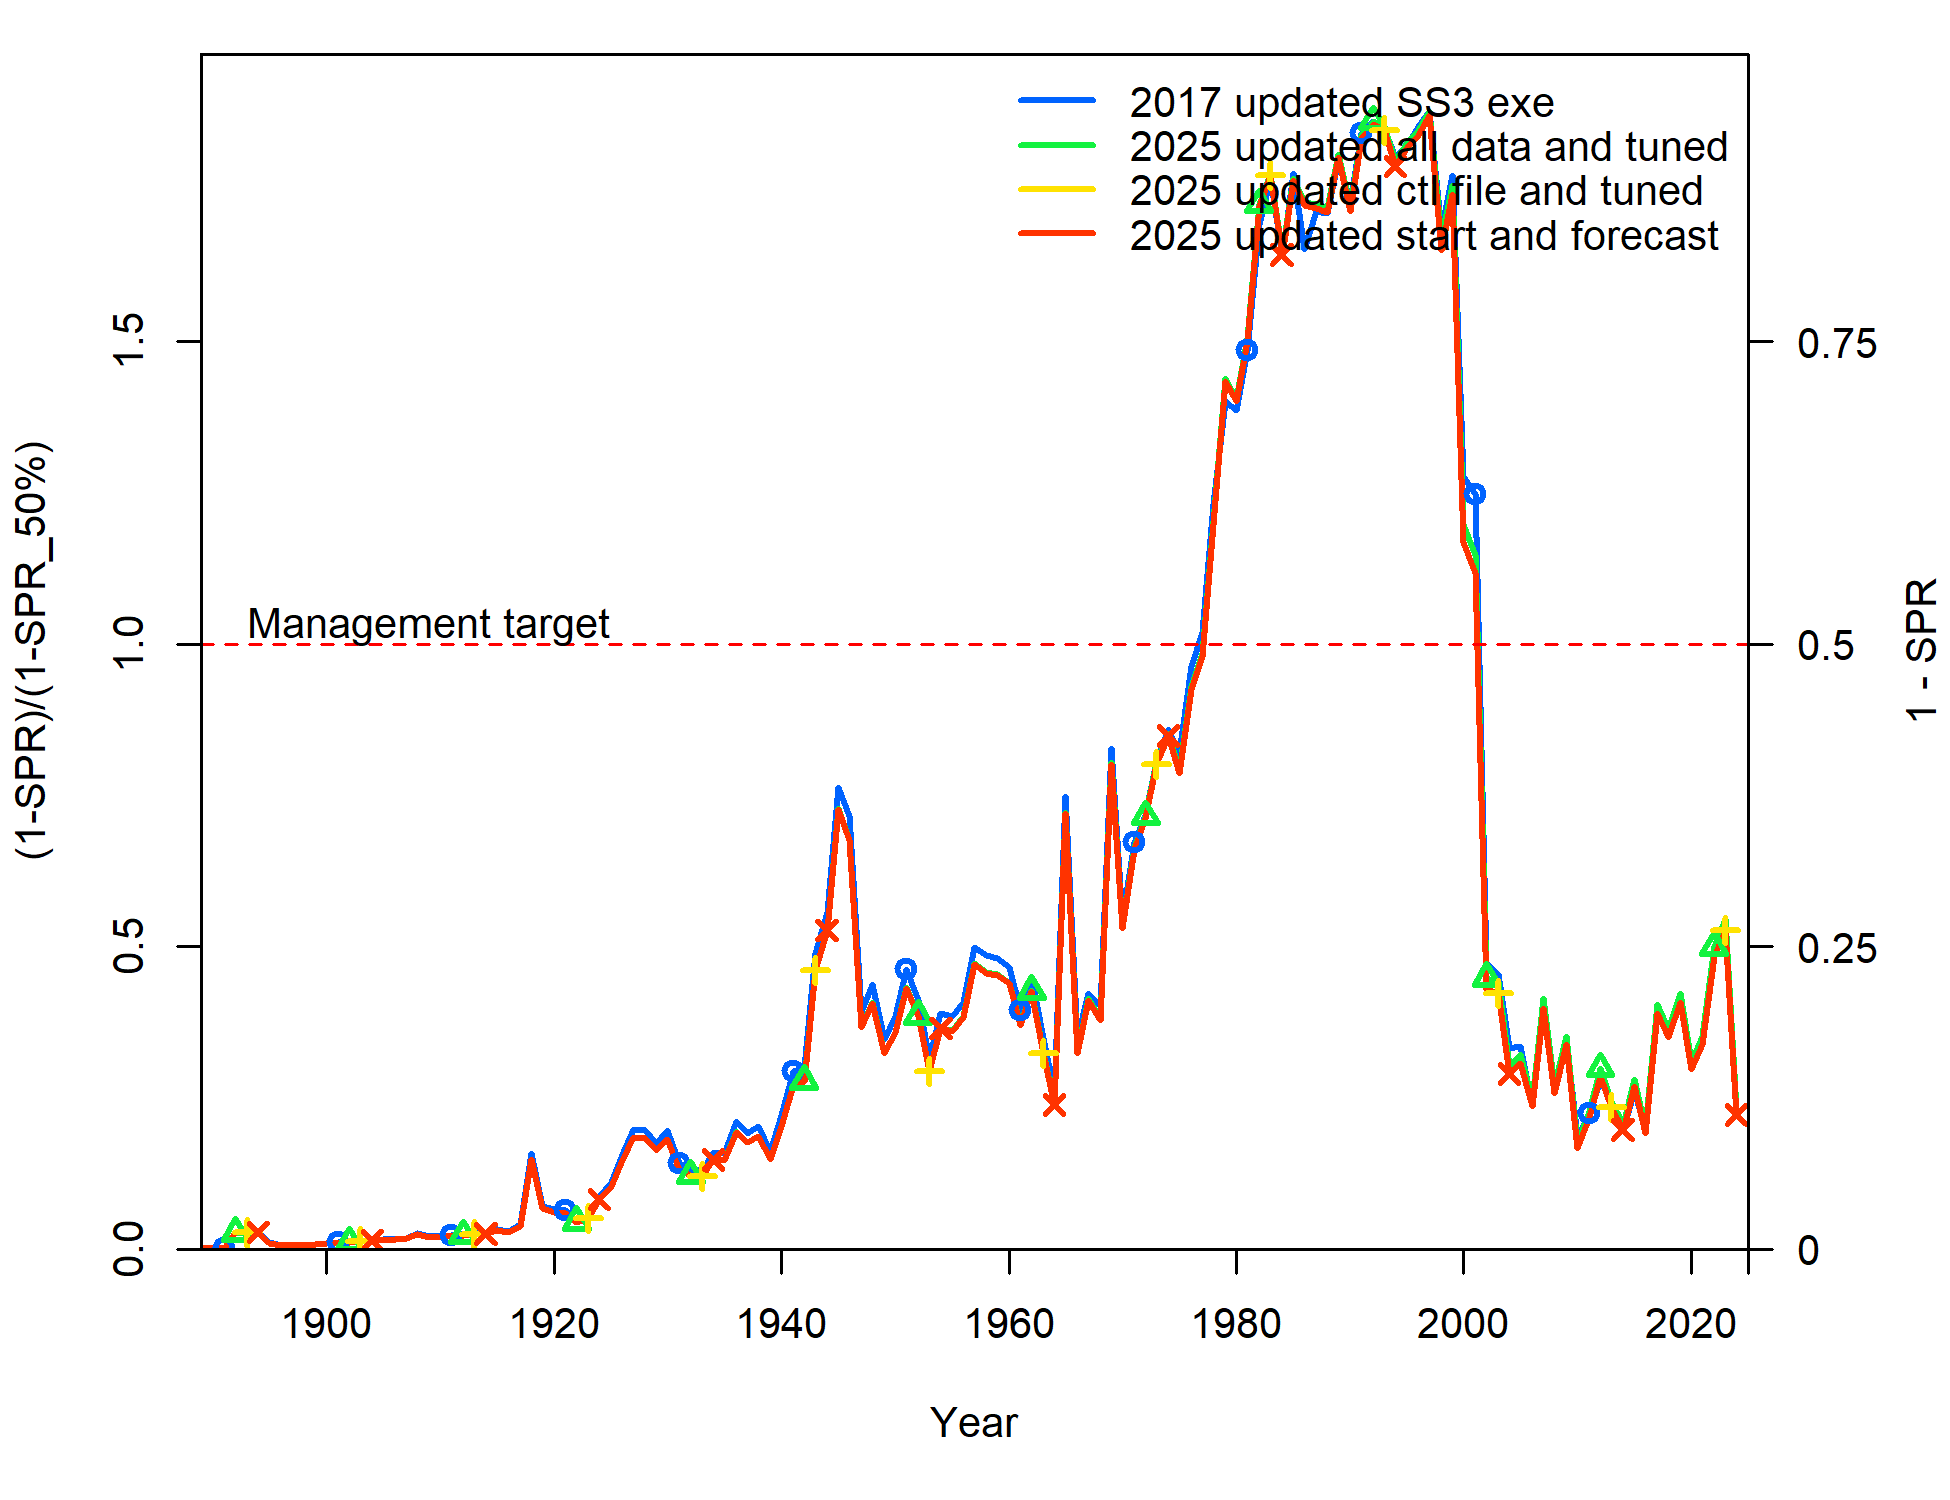 2017 updated SS3 exe
2025 updated all data and tuned
2025 updated ctl file and tuned
2025 updated start and forecast
Management target
(1-SPR)/(1-SPR_50%)
0.0
0.5
1.0
1.5
1 - SPR
0
0.25
0.5
0.75
1900
1920
1940
1960
1980
2000
2020
Year